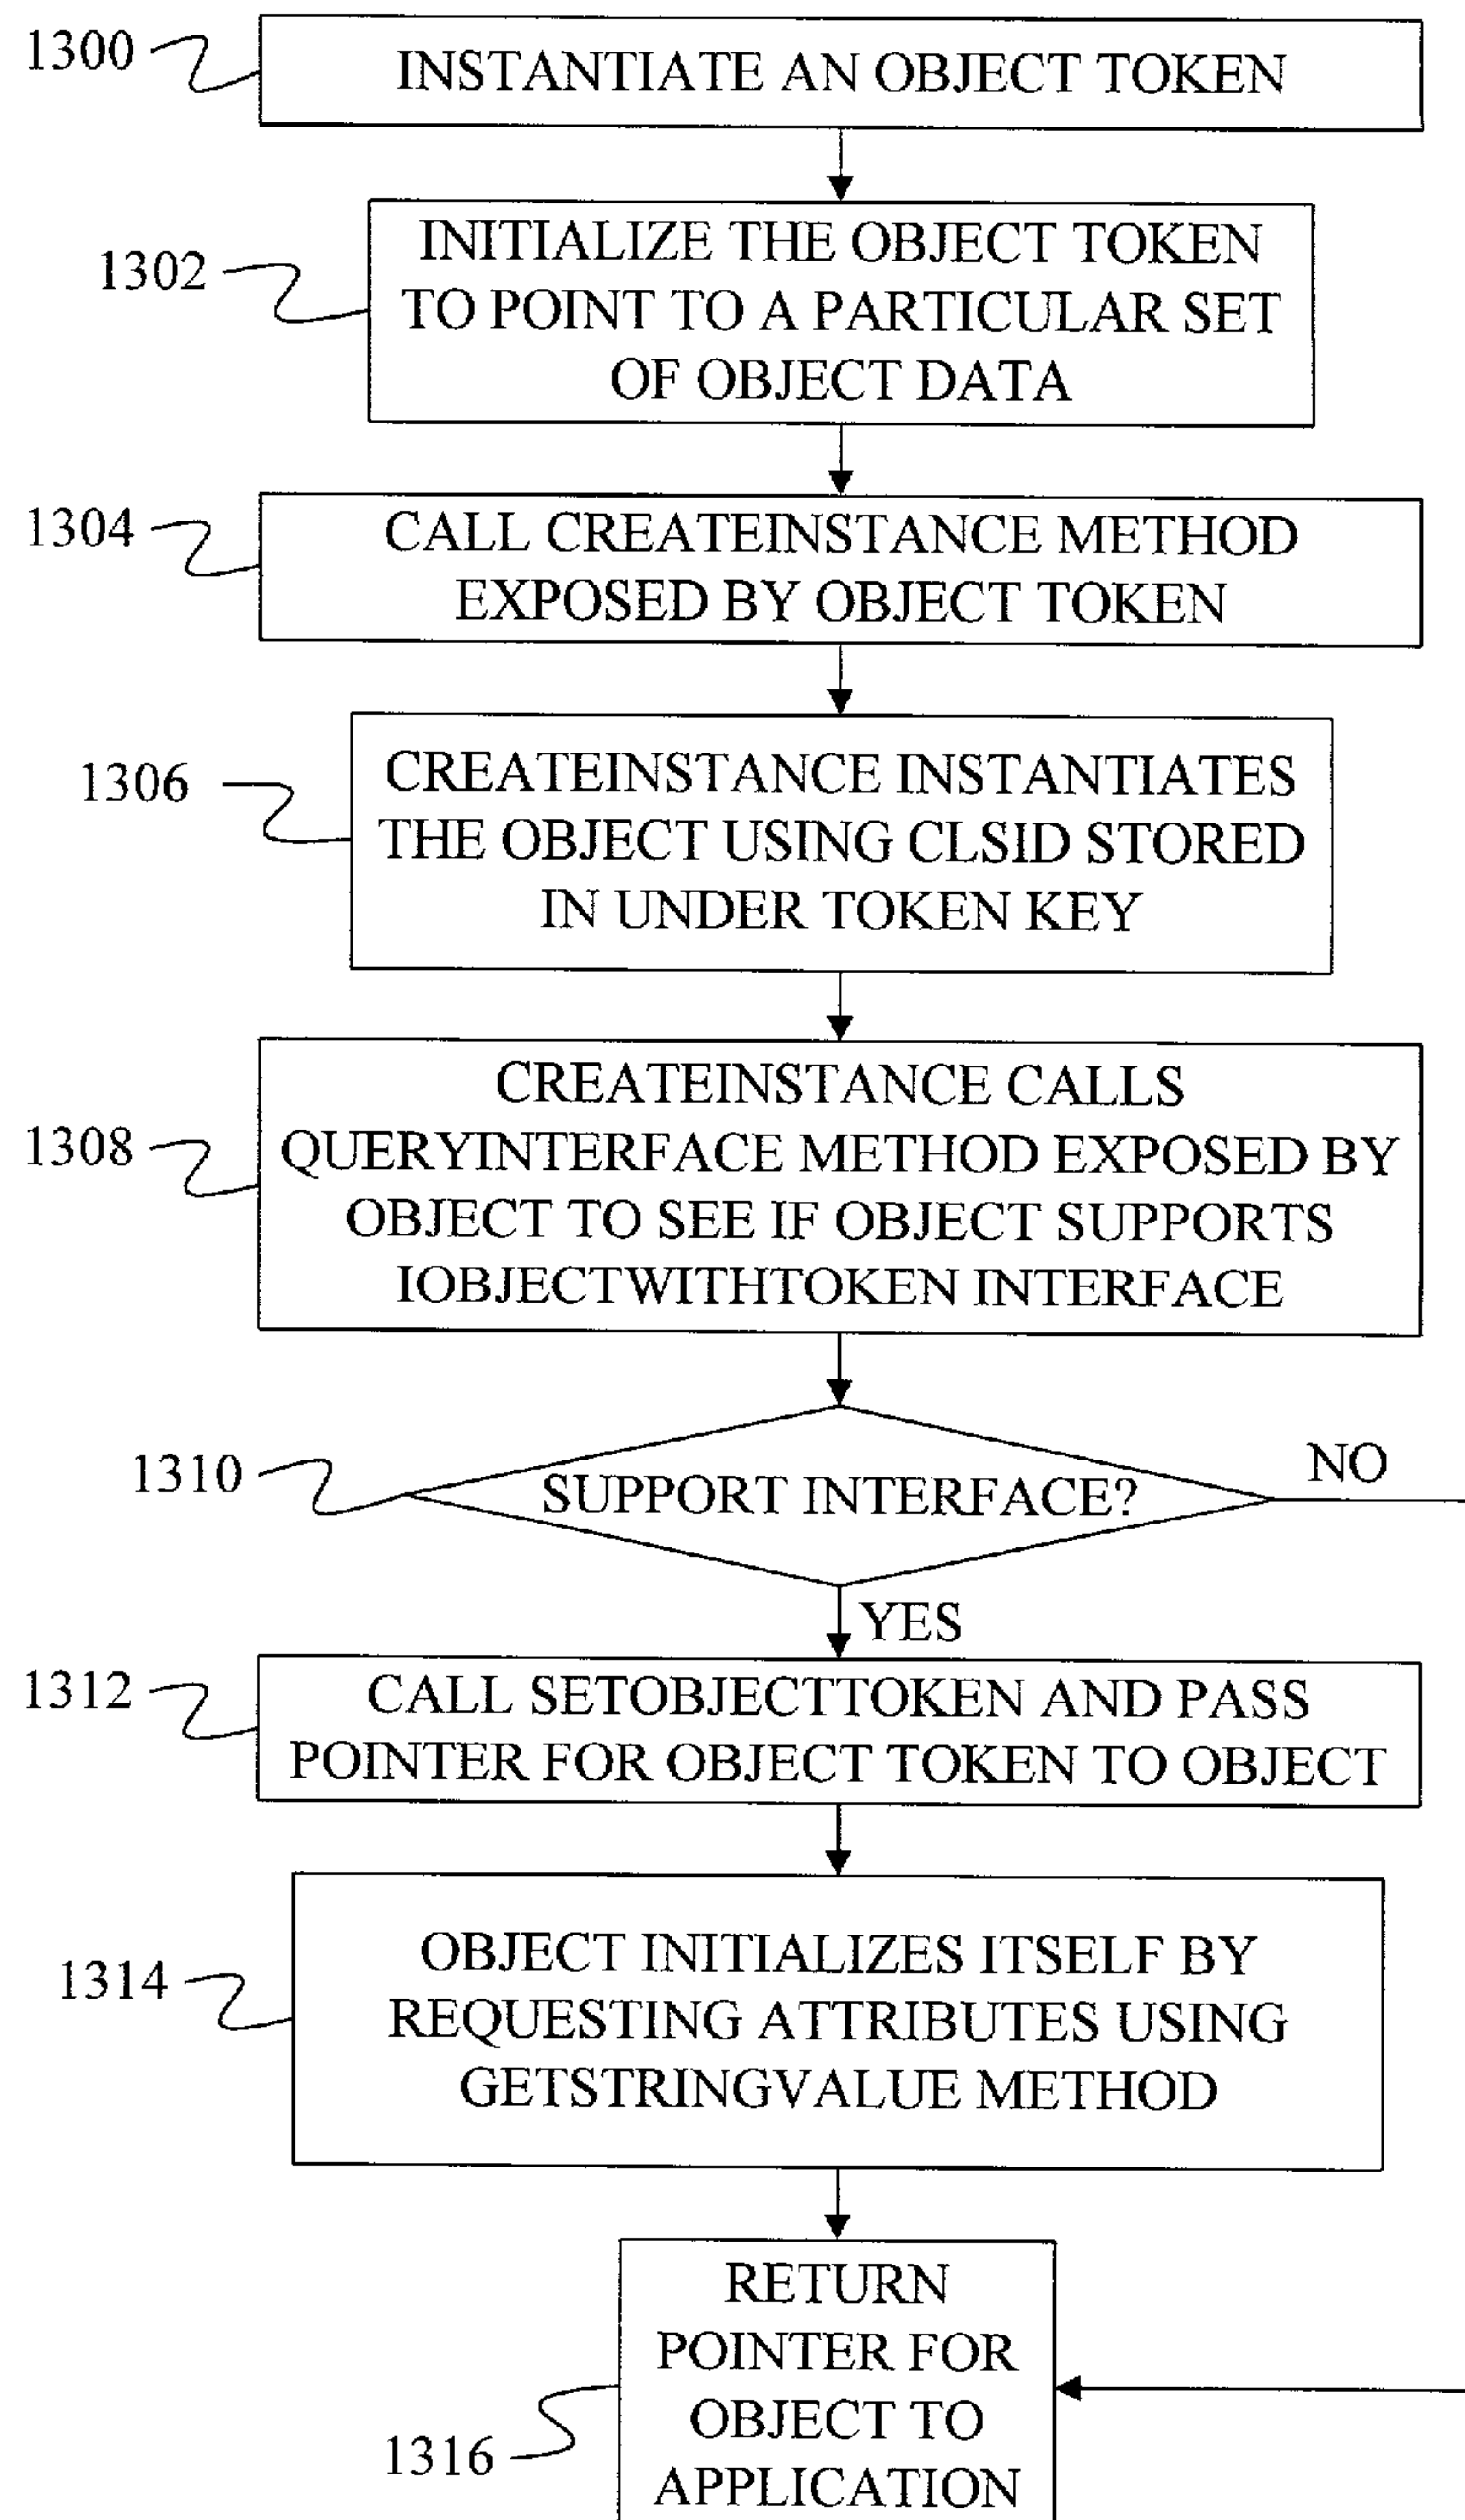 1300
INSTANTIATE AN OBJECT TOKEN
1302
INITIALIZE THE OBJECT TOKEN
TO POINT TO A PARTICULAR SET
OF OBJECT DATA
1304
CALL CREATEINSTANCE METHOD
EXPOSED BY OBJECT TOKEN
1306
CREATEINSTANCE INSTANTIATES
THE OBJECT USING CLSID STORED
IN UNDER TOKEN KEY
1308
CREATEINSTANCE CALLS
QUERYINTERFACE METHOD EXPOSED BY
OBJECT TO SEE IF OBJECT SUPPORTS
IOBJECTWITHTOKEN INTERFACE
1310
SUPPORT INTERFACE?
NO
YES
1312
CALL SETOBJECTTOKEN AND PASS
POINTER FOR OBJECT TOKEN TO OBJECT
1314
OBJECT INITIALIZES ITSELF BY
REQUESTING ATTRIBUTES USING
GETSTRINGVALUE METHOD
1316
RETURN
POINTER FOR
OBJECT TO
APPLICATION